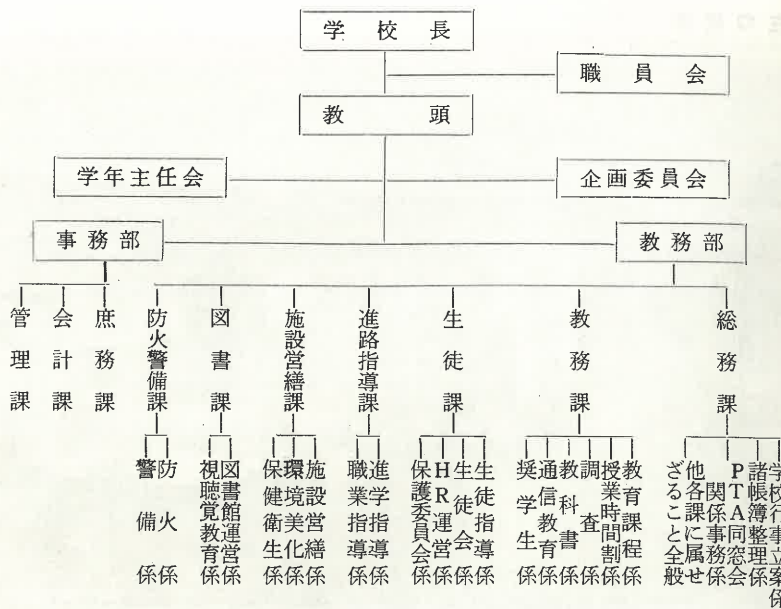 学校長
職員会
教頭
学年主任会
企画委員会
事務部
教務部
総務課
教務課
生徒課
進路指導課
施設営繕課
図書課
防火警備課
庶務課
会計課
管理課
学校行事立案係
諸帳簿整理係
PTA同窓会
関係事務係
他各課に属せ
ざること全般
教育課程係
授業時間割係
調査係
教科書係
通信教育係
奨学生係
生徒指導係
生徒会係
HR運営係
保護委員会係
進学指導係
職業指導係
施設営繕係
環境美化係
保健衛生係
図書館運営係
視聴覚教育係
防火係
警備係